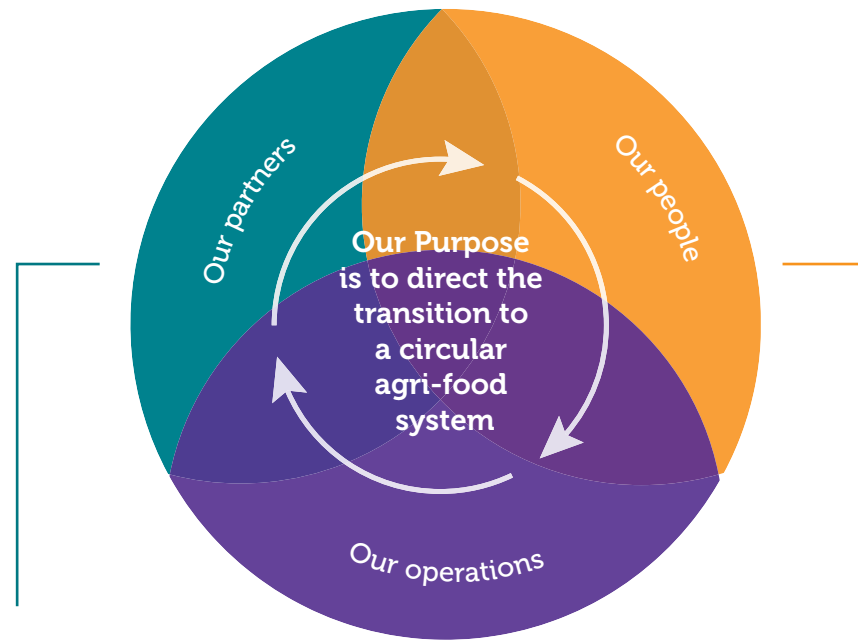 Our partners
Our people
Our Purpose
is to direct the
transition to
a circular
agri-food
system
Our operations